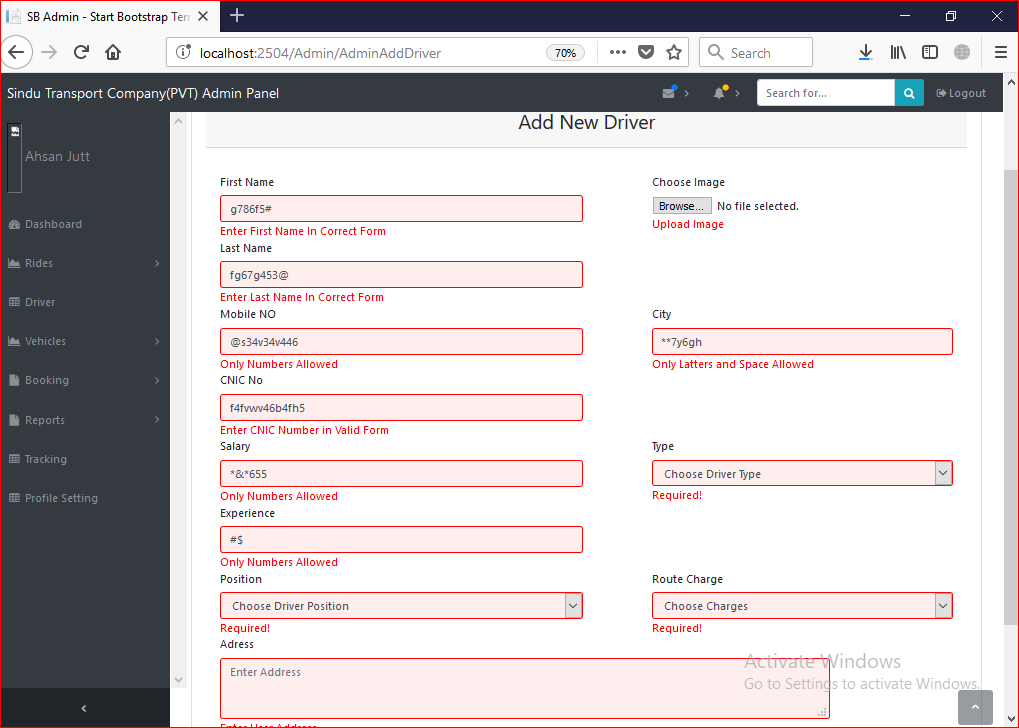 SB Admin - Start Bootstrap Tem
localhost:2504/Admin/AdminAddDriver
70%
Search
Sindu Transport Company(PVT) Admin Panel
Search for...
Logout
Ahsan Jutt
Dashboard
Rides
Driver
Vehicles
Booking
Reports
Tracking
Profile Setting
Add New Driver
First Name
g786f5#
Enter First Name In Correct Form
Choose Image
Browse... No file selected.
Upload Image
Last Name
fg67g453@
Enter Last Name In Correct Form
Mobile NO
@s34v34v446
Only Numbers Allowed
City
**7y6gh
Only Latters and Space Allowed
CNIC No
f4fvwv46b4fh5
Enter CNIC Number in Valid Form
Salary
*&*655
Only Numbers Allowed
Type
Choose Driver Type
Required!
Experience
#$
Only Numbers Allowed
Position
Choose Driver Position
Required!
Route Charge
Choose Charges
Required!
Adress
Enter Address
Enter User Address
Activate Windows
Go to Settings to activate Windows.